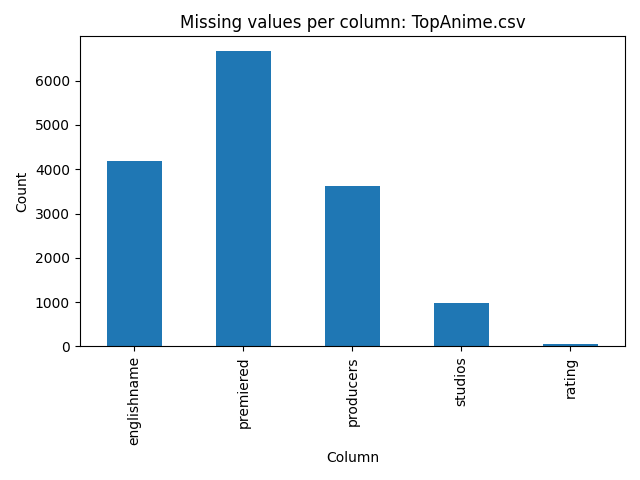 Missing values per column: TopAnime.csv
6000
5000
4000
3000
2000
1000
0
Count
englishname
premiered
producers
studios
rating
Column